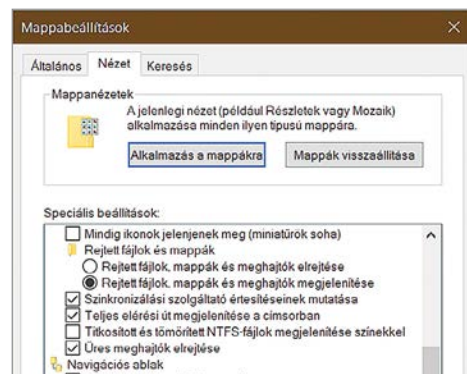 Mappabeállítások
Általános Nézet Keresés
Mappanézetek
A jelenlegi nézet (például Részletek vagy Mozaik)
alkalmazása minden ilyen típusú mappára.
Alkalmazás a mappákra Mappák visszaállítása
Speciális beállítások:
Mindig ikonok jelenjenek meg (miniatűrök soha)
Rejtett fájlok és mappák
Rejtett fájlok, mappák és meghajtók elrejtése
Rejtett fájlok, mappák és meghajtók megjelenítése
Szinkronizálási szolgáltató értesítéseinek mutatása
Teljes elérési út megjelenítése a címsorban
Titkosított és tömörített NTFS-fájlok megjelenítése színekkel
Üres meghajtók elrejtése
Navigációs ablak